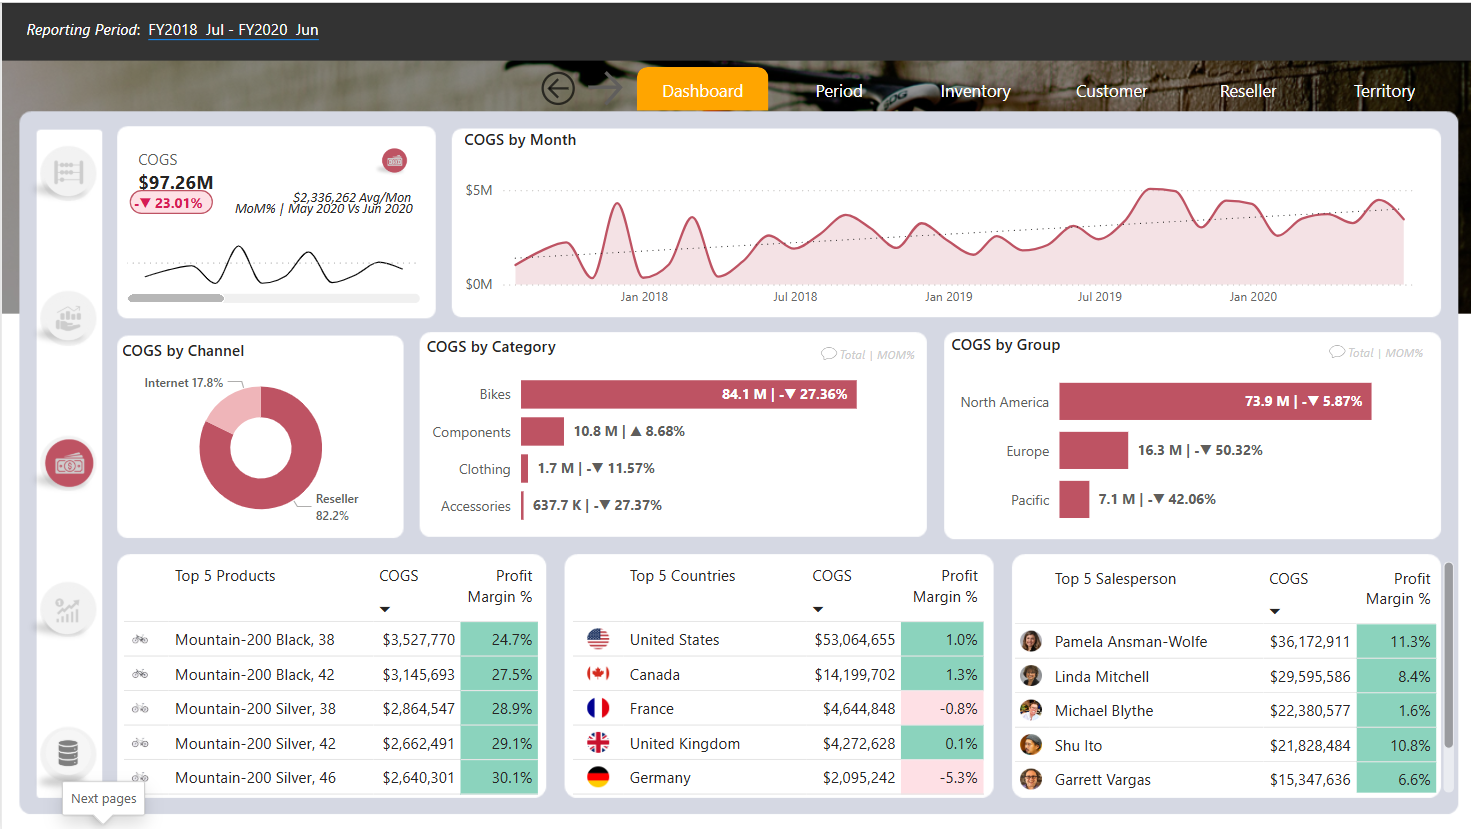 Reporting Period: FY2018 Jul - FY2020 Jun
Dashboard
Period
Inventory
Customer
Reseller
Territory
COGS
$97.26M
-▼ 23.01%
$2,336,262 Avg/Mon
MoM% | May 2020 Vs Jun 2020
COGS by Month
$5M
$0M
Jan 2018
Jul 2018
Jan 2019
Jul 2019
Jan 2020
COGS by Channel
Internet 17.8%
Reseller
82.2%
COGS by Category
Total | MOM%
Bikes 84.1 M | -▼ 27.36%
Components 10.8 M | ▲ 8.68%
Clothing 1.7 M | -▼ 11.57%
Accessories 637.7 K | -▼ 27.37%
COGS by Group
Total | MOM%
North America 73.9 M | -▼ 5.87%
Europe 16.3 M | -▼ 50.32%
Pacific 7.1 M | -▼ 42.06%
Top 5 Products COGS Profit
Margin %
Mountain-200 Black, 38 $3,527,770 24.7%
Mountain-200 Black, 42 $3,145,693 27.5%
Mountain-200 Silver, 38 $2,864,547 28.9%
Mountain-200 Silver, 42 $2,662,491 29.1%
Mountain-200 Silver, 46 $2,640,301 30.1%
Top 5 Countries COGS Profit
Margin %
United States $53,064,655 1.0%
Canada $14,199,702 1.3%
France $4,644,848 -0.8%
United Kingdom $4,272,628 0.1%
Germany $2,095,242 -5.3%
Top 5 Salesperson COGS Profit
Margin %
Pamela Ansman-Wolfe $36,172,911 11.3%
Linda Mitchell $29,595,586 8.4%
Michael Blythe $22,380,577 1.6%
Shu Ito $21,828,484 10.8%
Garrett Vargas $15,347,636 6.6%
Next pages